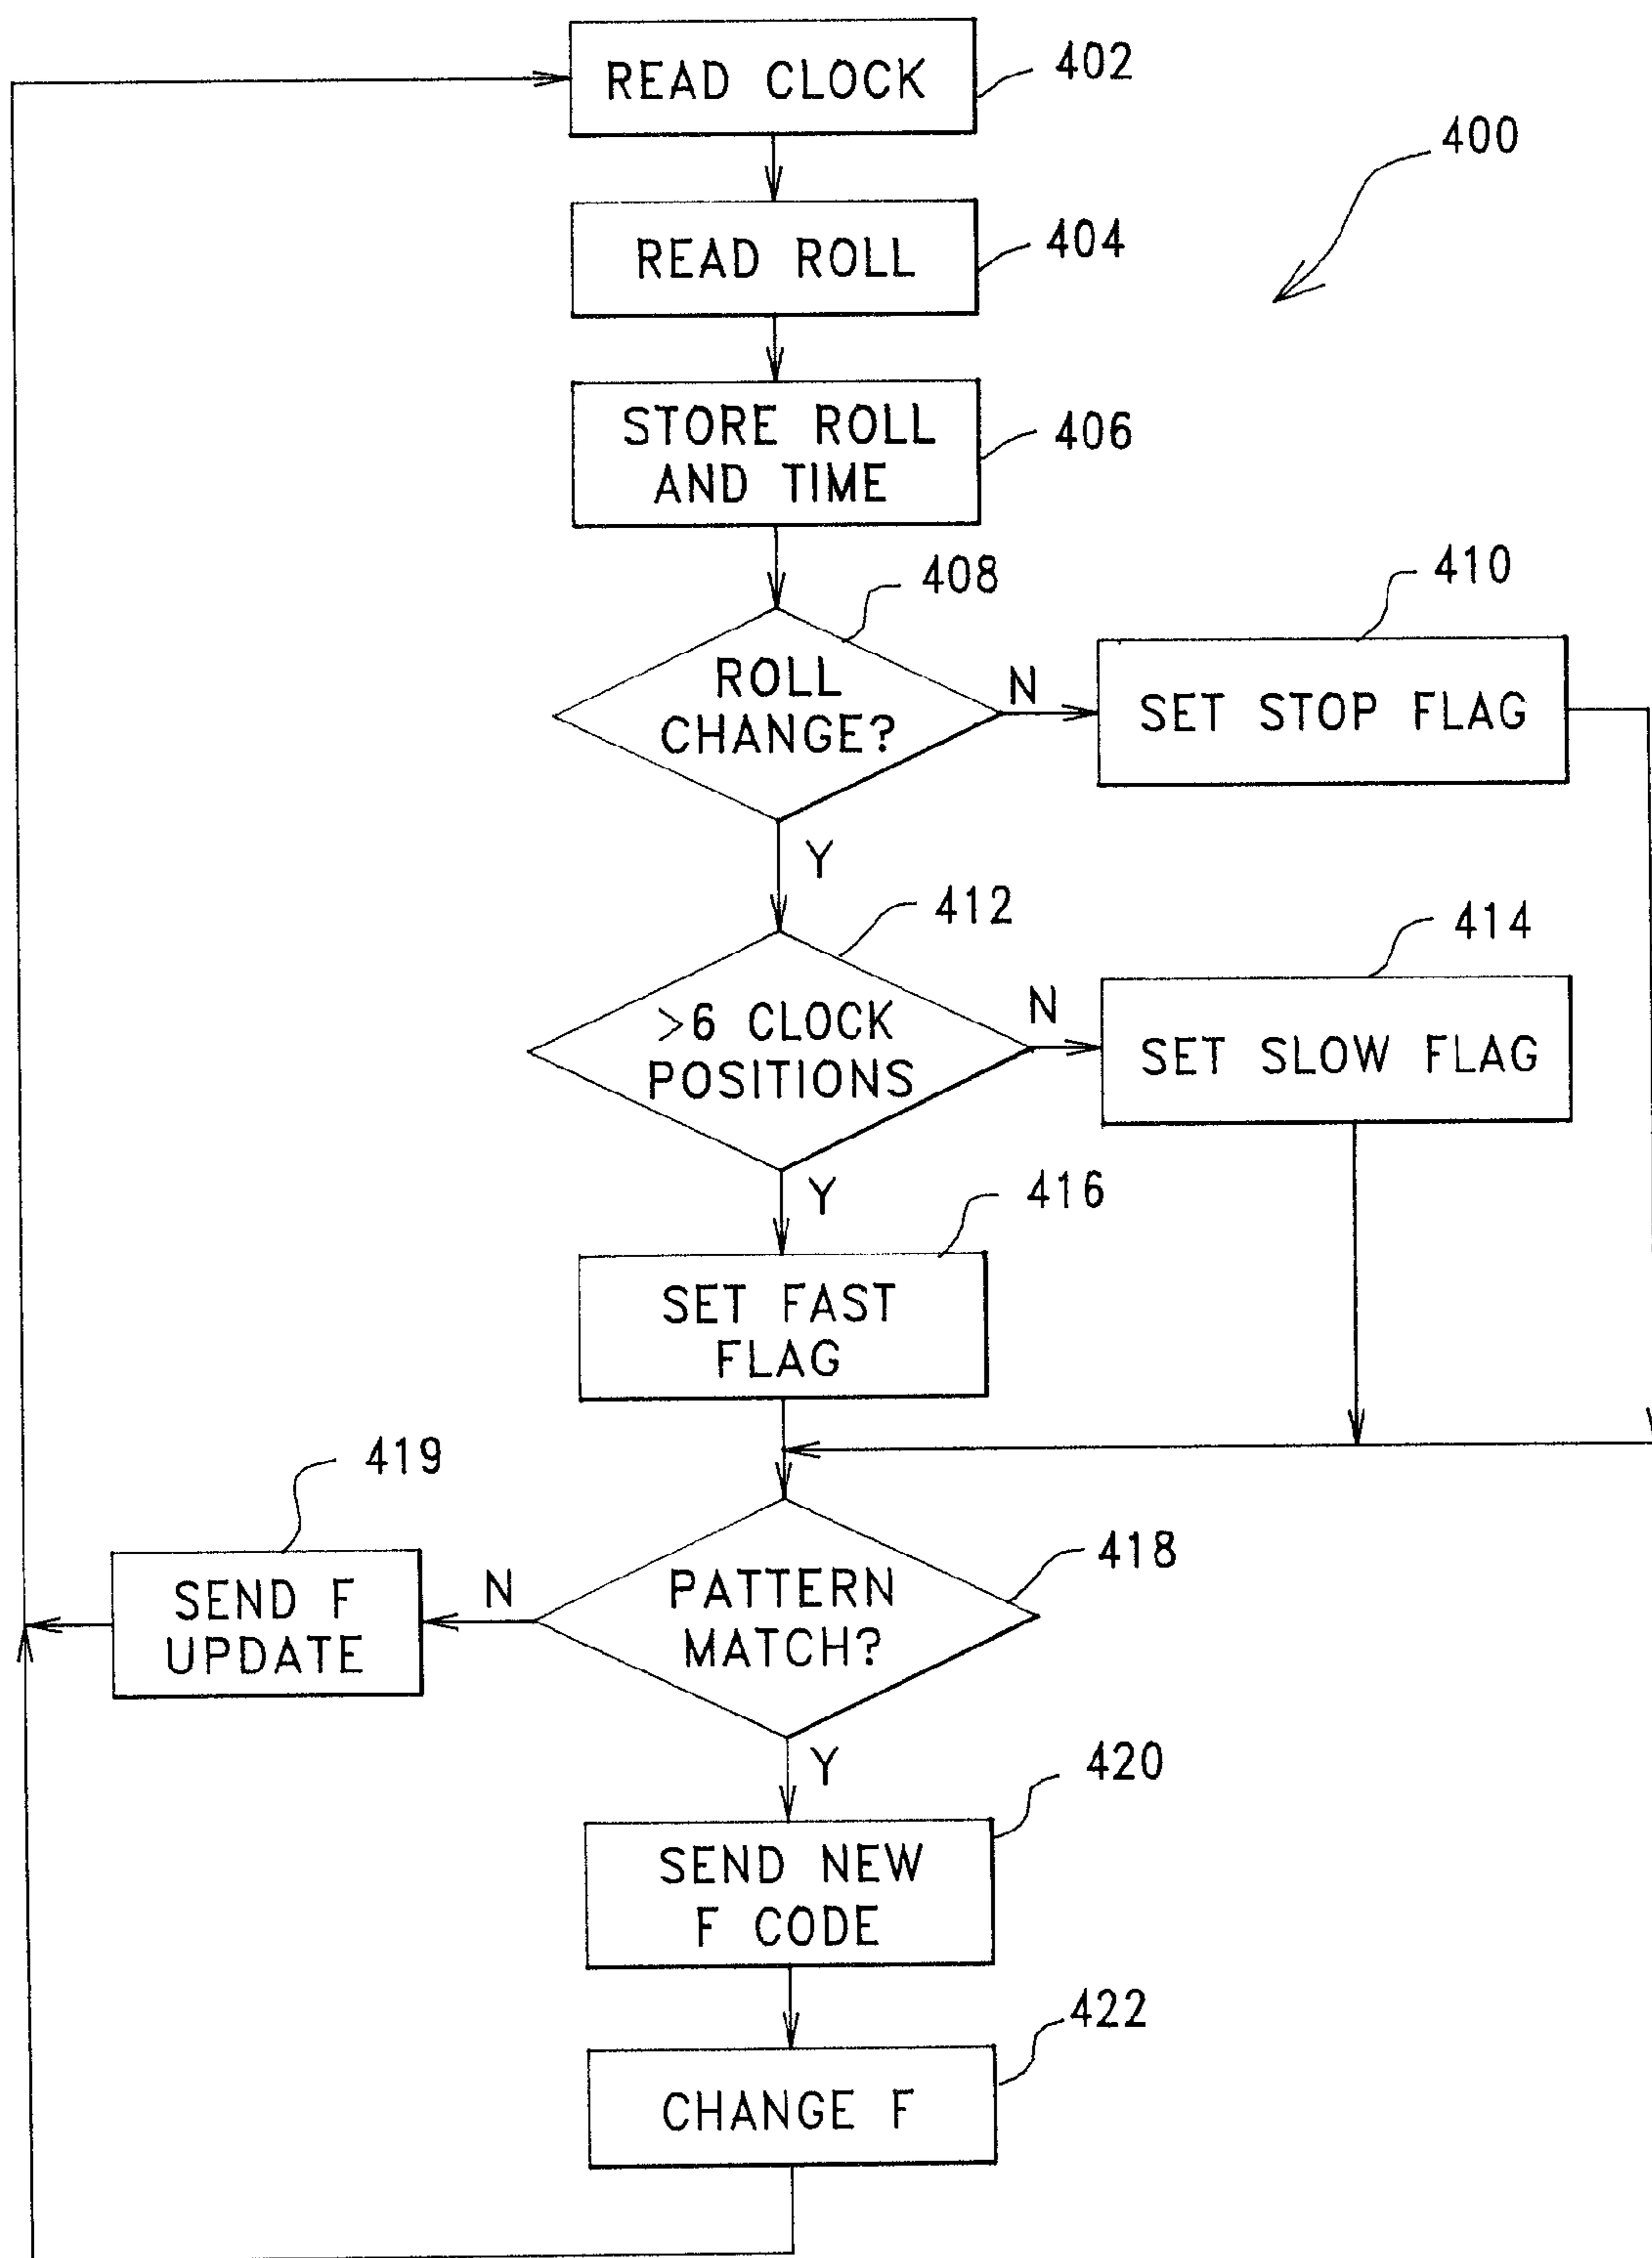 READ CLOCK
402
400
READ ROLL
404
STORE ROLL
AND TIME
406
408
410
ROLL
CHANGE?
N
SET STOP FLAG
Y
412
414
>6 CLOCK
POSITIONS
N
SET SLOW FLAG
Y
416
SET FAST
FLAG
419
418
SEND F
UPDATE
N
PATTERN
MATCH?
Y
420
SEND NEW
F CODE
422
CHANGE F